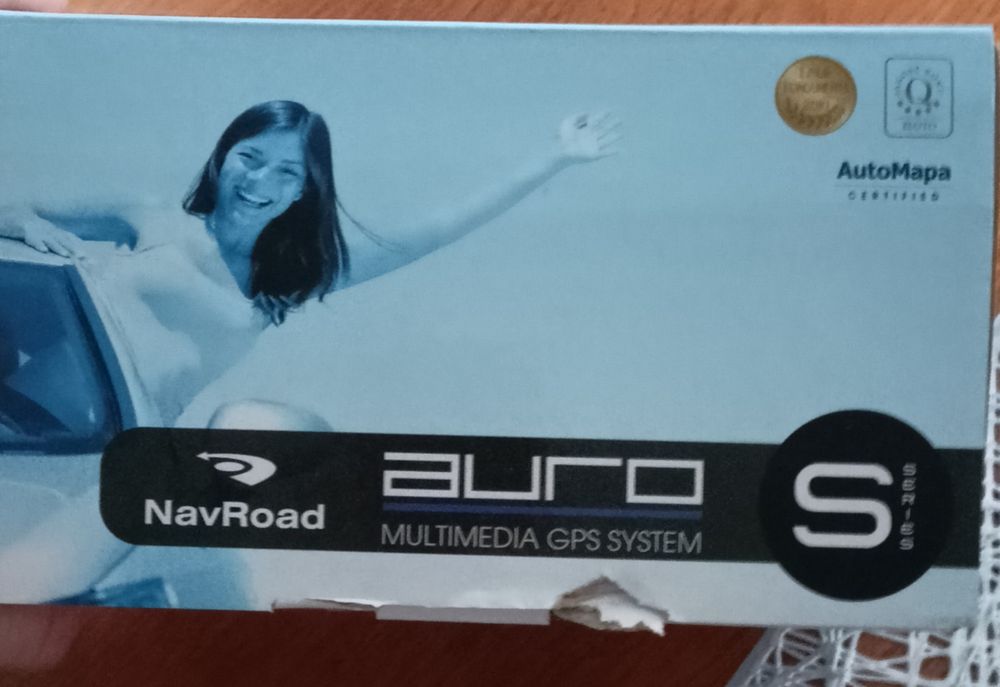 AutoMapa
CERTIFIED
NavRoad
auro
MULTIMEDIA GPS SYSTEM
S SERIES